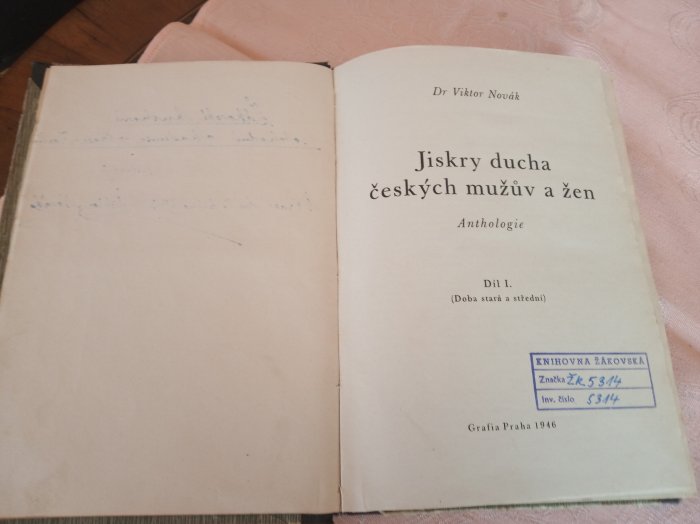 Dr Viktor Novák
Jiskry ducha
českých mužův a žen
Anthologie
Díl I.
(Doba stará a střední)
KNIHOVNA ŽÁKOVSKÁ
Značka Žk 5314
Inv. číslo 5314
Grafia Praha 1946